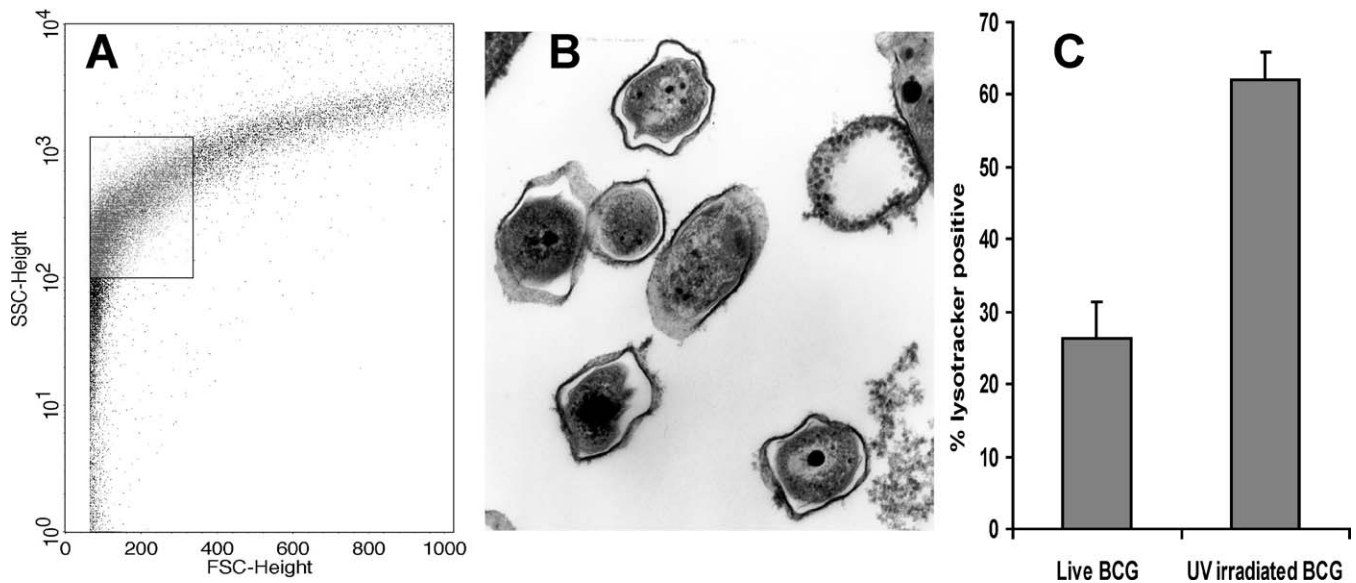 A
10^4
10^3
10^2
10^1
10^0
SSC-Height
0 200 400 600 800 1000
FSC-Height
B
C
70
60
50
40
30
20
10
0
% lysotracker positive
Live BCG UV irradiated BCG